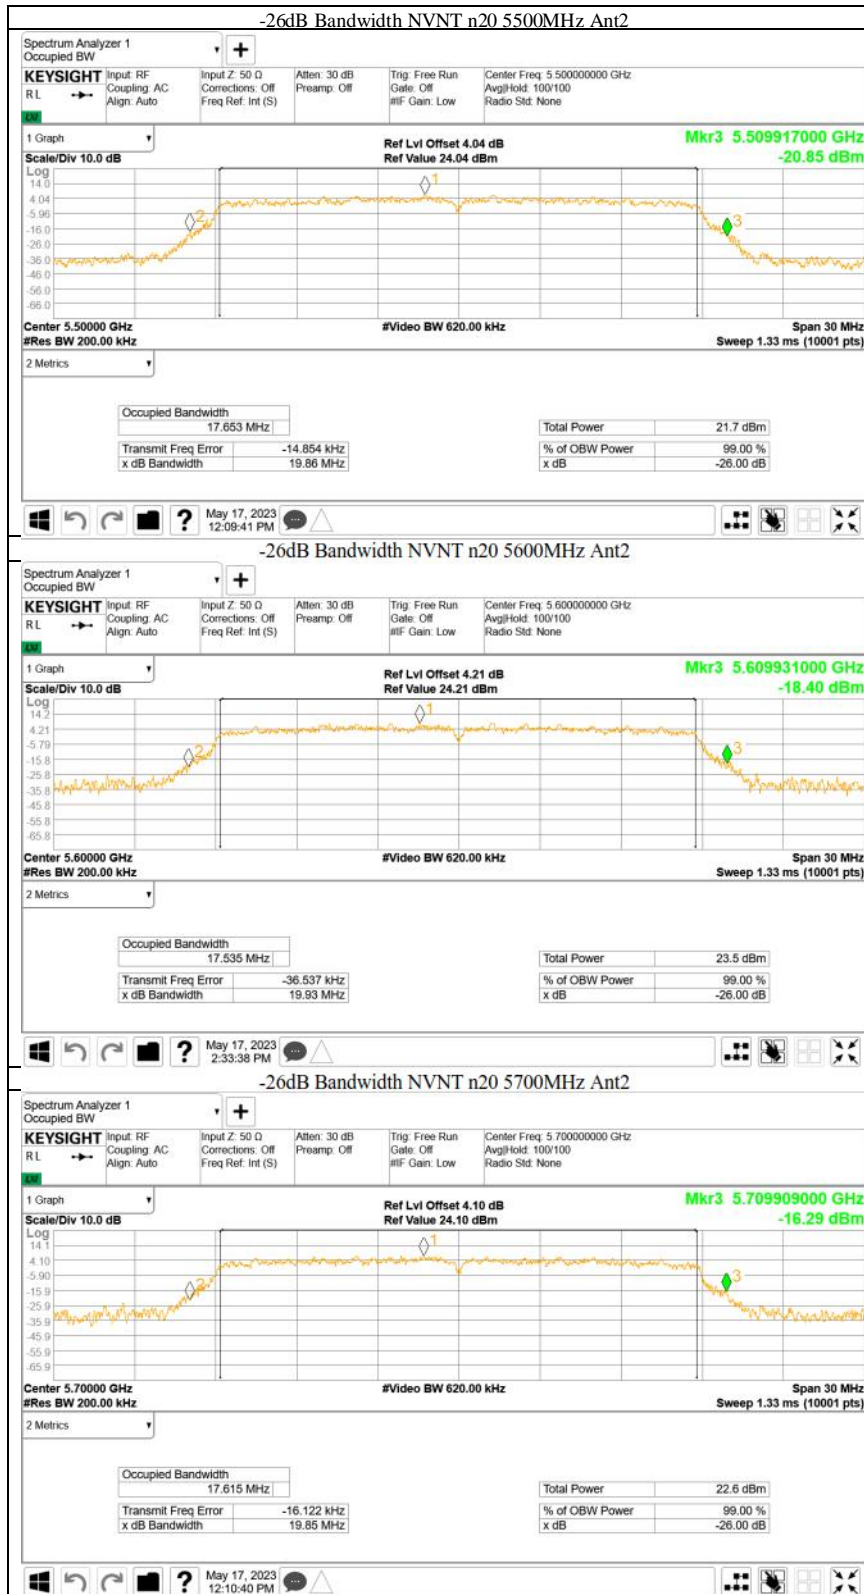 -26dB Bandwidth NVNT n20 5500MHz Ant2
Spectrum Analyzer 1
Occupied BW
KEYSIGHT Input: RF Input Z: 50 Ω Atten: 30 dB Trig: Free Run Center Freq: 5.500000000 GHz
RL Coupling: AC Corrections: Off Preamp: Off Gate: Off Avg|Hold: 100/100
Align: Auto Freq Ref: Int (S) #IF Gain: Low Radio Std: None
1 Graph Ref Lvl Offset 4.04 dB Mkr3 5.509917000 GHz
Scale/Div 10.0 dB Ref Value 24.04 dBm -20.85 dBm
Log
14.0
4.04
-5.96
-16.0
-26.0
-36.0
-46.0
-56.0
-66.0
1
2
3
Center 5.50000 GHz #Video BW 620.00 kHz Span 30 MHz
#Res BW 200.00 kHz Sweep 1.33 ms (10001 pts)
2 Metrics
Occupied Bandwidth
17.653 MHz Total Power 21.7 dBm
Transmit Freq Error -14.854 kHz % of OBW Power 99.00 %
x dB Bandwidth 19.86 MHz x dB -26.00 dB
? May 17, 2023
12:09:41 PM
-26dB Bandwidth NVNT n20 5600MHz Ant2
Spectrum Analyzer 1
Occupied BW
KEYSIGHT Input: RF Input Z: 50 Ω Atten: 30 dB Trig: Free Run Center Freq: 5.600000000 GHz
RL Coupling: AC Corrections: Off Preamp: Off Gate: Off Avg|Hold: 100/100
Align: Auto Freq Ref: Int (S) #IF Gain: Low Radio Std: None
1 Graph Ref Lvl Offset 4.21 dB Mkr3 5.609931000 GHz
Scale/Div 10.0 dB Ref Value 24.21 dBm -18.40 dBm
Log
14.2
4.21
-5.79
-15.8
-25.8
-35.8
-45.8
-55.8
-65.8
1
2
3
Center 5.60000 GHz #Video BW 620.00 kHz Span 30 MHz
#Res BW 200.00 kHz Sweep 1.33 ms (10001 pts)
2 Metrics
Occupied Bandwidth
17.535 MHz Total Power 23.5 dBm
Transmit Freq Error -36.537 kHz % of OBW Power 99.00 %
x dB Bandwidth 19.93 MHz x dB -26.00 dB
? May 17, 2023
2:33:38 PM
-26dB Bandwidth NVNT n20 5700MHz Ant2
Spectrum Analyzer 1
Occupied BW
KEYSIGHT Input: RF Input Z: 50 Ω Atten: 30 dB Trig: Free Run Center Freq: 5.700000000 GHz
RL Coupling: AC Corrections: Off Preamp: Off Gate: Off Avg|Hold: 100/100
Align: Auto Freq Ref: Int (S) #IF Gain: Low Radio Std: None
1 Graph Ref Lvl Offset 4.10 dB Mkr3 5.709909000 GHz
Scale/Div 10.0 dB Ref Value 24.10 dBm -16.29 dBm
Log
14.1
4.10
-5.90
-15.9
-25.9
-35.9
-45.9
-55.9
-65.9
1
2
3
Center 5.70000 GHz #Video BW 620.00 kHz Span 30 MHz
#Res BW 200.00 kHz Sweep 1.33 ms (10001 pts)
2 Metrics
Occupied Bandwidth
17.615 MHz Total Power 22.6 dBm
Transmit Freq Error -16.122 kHz % of OBW Power 99.00 %
x dB Bandwidth 19.85 MHz x dB -26.00 dB
? May 17, 2023
12:10:40 PM